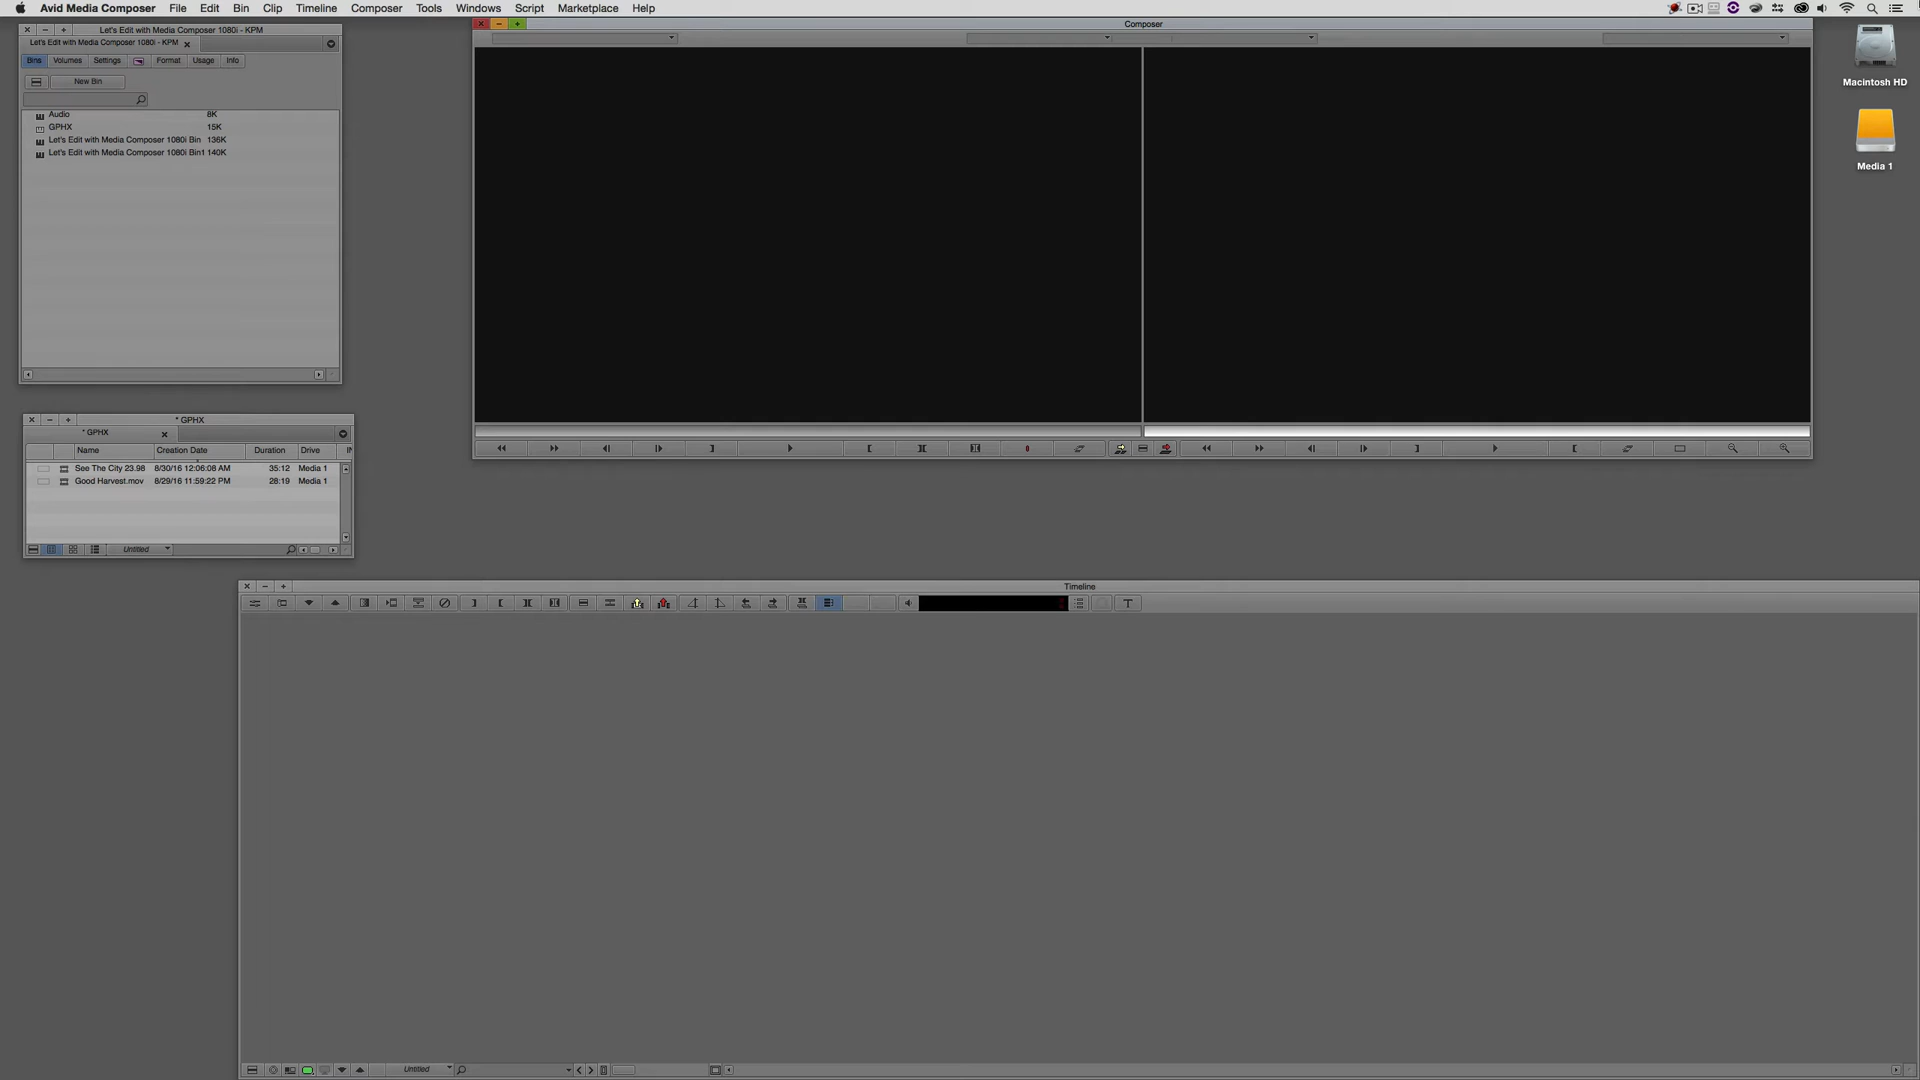 Avid Media Composer File Edit Bin Clip Timeline Composer Tools Windows Script Marketplace Help
Let's Edit with Media Composer 1080i - KPM
Let's Edit with Media Composer 1080i - KPM
Bins Volumes Settings Format Usage Info
New Bin
Audio 8K
GPHX 15K
Let's Edit with Media Composer 1080i Bin 136K
Let's Edit with Media Composer 1080i Bin1 140K
Composer
Macintosh HD
Media 1
* GPHX
* GPHX
Name Creation Date Duration Drive
See The City 23.98 8/30/16 12:06:08 AM 35:12 Media 1
Good Harvest.mov 8/29/16 11:59:22 PM 28:19 Media 1
Untitled
Timeline
Untitled